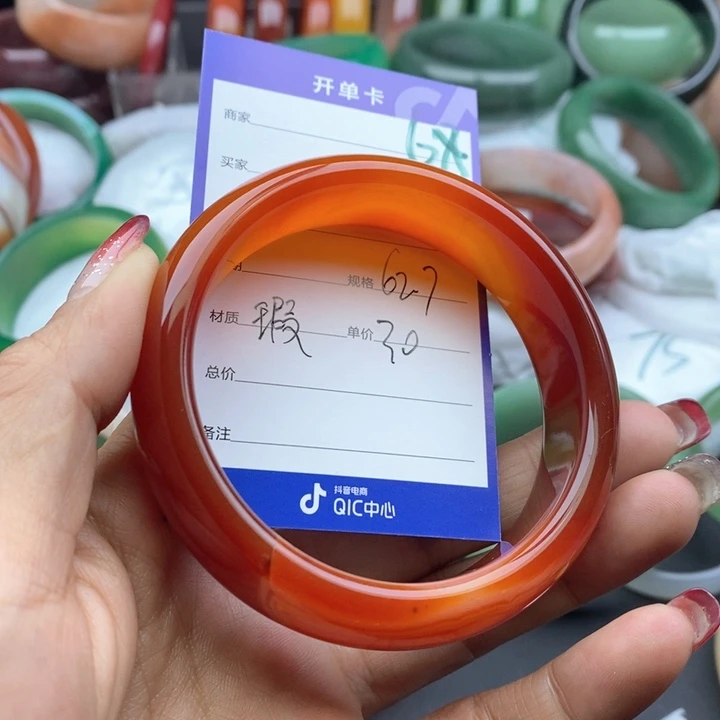 开单卡
商家 GX
买家
规格 62.7
材质 瑕 单价 30
总价
备注
抖音电商
QIC中心
75